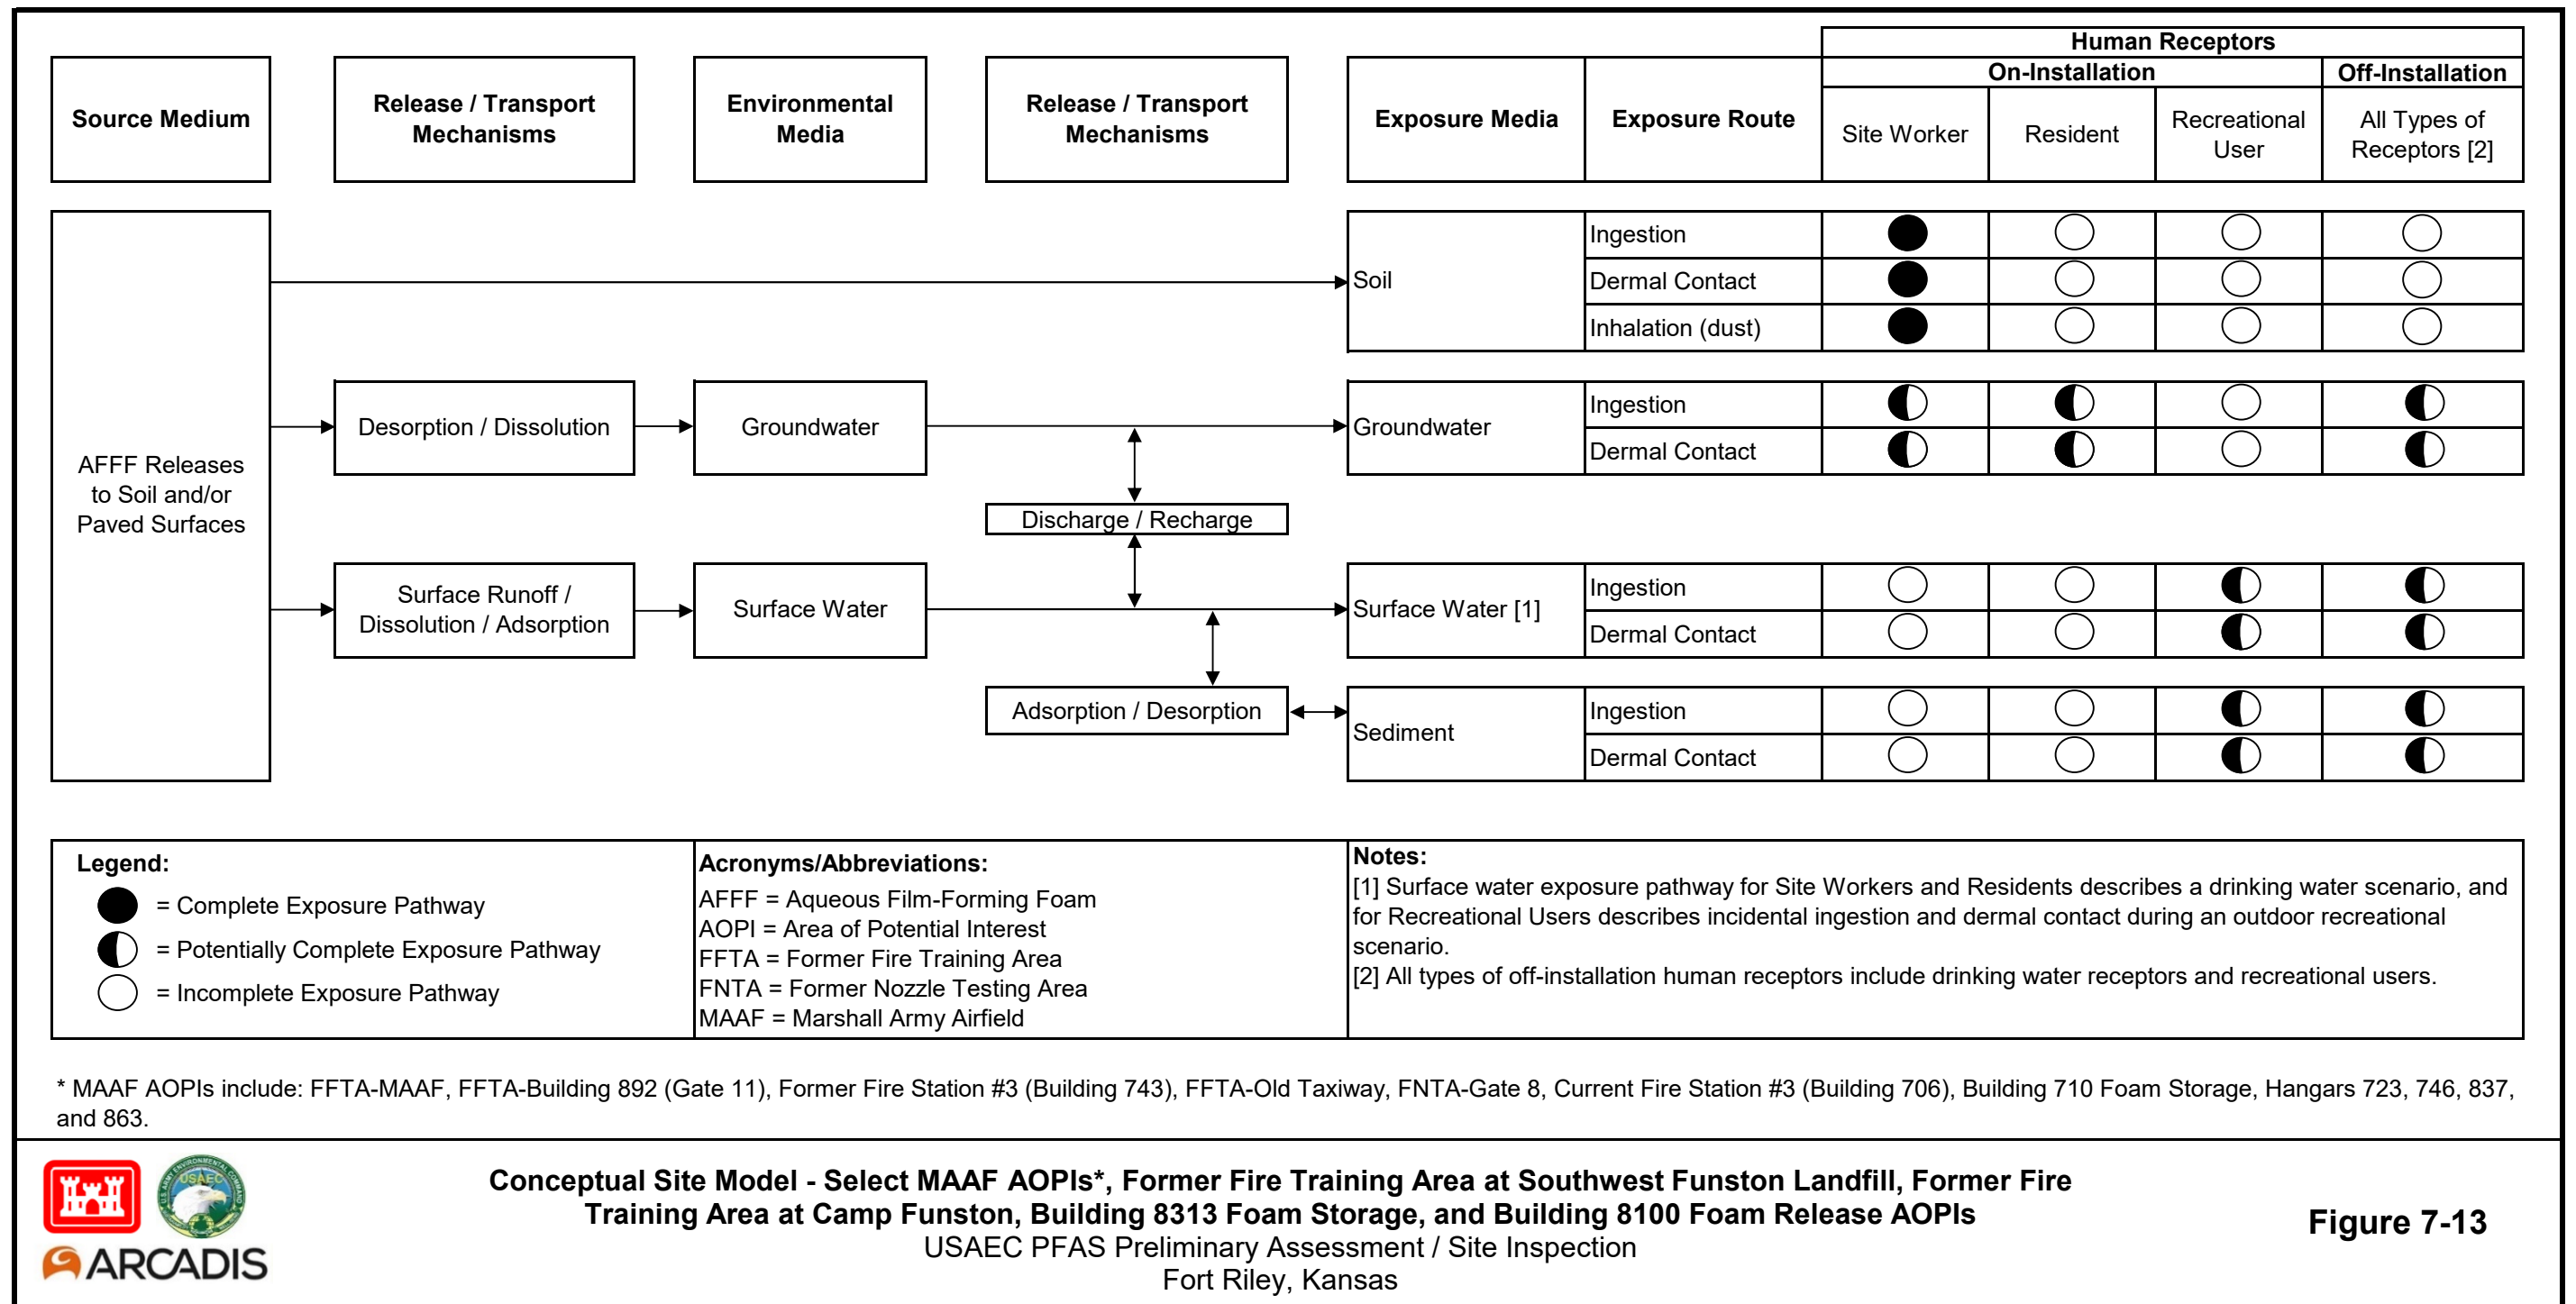 Human Receptors
On-Installation
Off-Installation
Source Medium
Release / Transport
Mechanisms
Environmental
Media
Release / Transport
Mechanisms
Exposure Media
Exposure Route
Site Worker
Resident
Recreational
User
All Types of
Receptors [2]
AFFF Releases
to Soil and/or
Paved Surfaces
Soil
Ingestion
Dermal Contact
Inhalation (dust)
Desorption / Dissolution
Groundwater
Groundwater
Ingestion
Dermal Contact
Discharge / Recharge
Surface Runoff /
Dissolution / Adsorption
Surface Water
Surface Water [1]
Ingestion
Dermal Contact
Adsorption / Desorption
Sediment
Ingestion
Dermal Contact
Legend:
= Complete Exposure Pathway
= Potentially Complete Exposure Pathway
= Incomplete Exposure Pathway
Acronyms/Abbreviations:
AFFF = Aqueous Film-Forming Foam
AOPI = Area of Potential Interest
FFTA = Former Fire Training Area
FNTA = Former Nozzle Testing Area
MAAF = Marshall Army Airfield
Notes:
[1] Surface water exposure pathway for Site Workers and Residents describes a drinking water scenario, and
for Recreational Users describes incidental ingestion and dermal contact during an outdoor recreational
scenario.
[2] All types of off-installation human receptors include drinking water receptors and recreational users.
* MAAF AOPIs include: FFTA-MAAF, FFTA-Building 892 (Gate 11), Former Fire Station #3 (Building 743), FFTA-Old Taxiway, FNTA-Gate 8, Current Fire Station #3 (Building 706), Building 710 Foam Storage, Hangars 723, 746, 837,
and 863.
USAEC
ARCADIS
Conceptual Site Model - Select MAAF AOPIs*, Former Fire Training Area at Southwest Funston Landfill, Former Fire
Training Area at Camp Funston, Building 8313 Foam Storage, and Building 8100 Foam Release AOPIs
USAEC PFAS Preliminary Assessment / Site Inspection
Fort Riley, Kansas
Figure 7-13